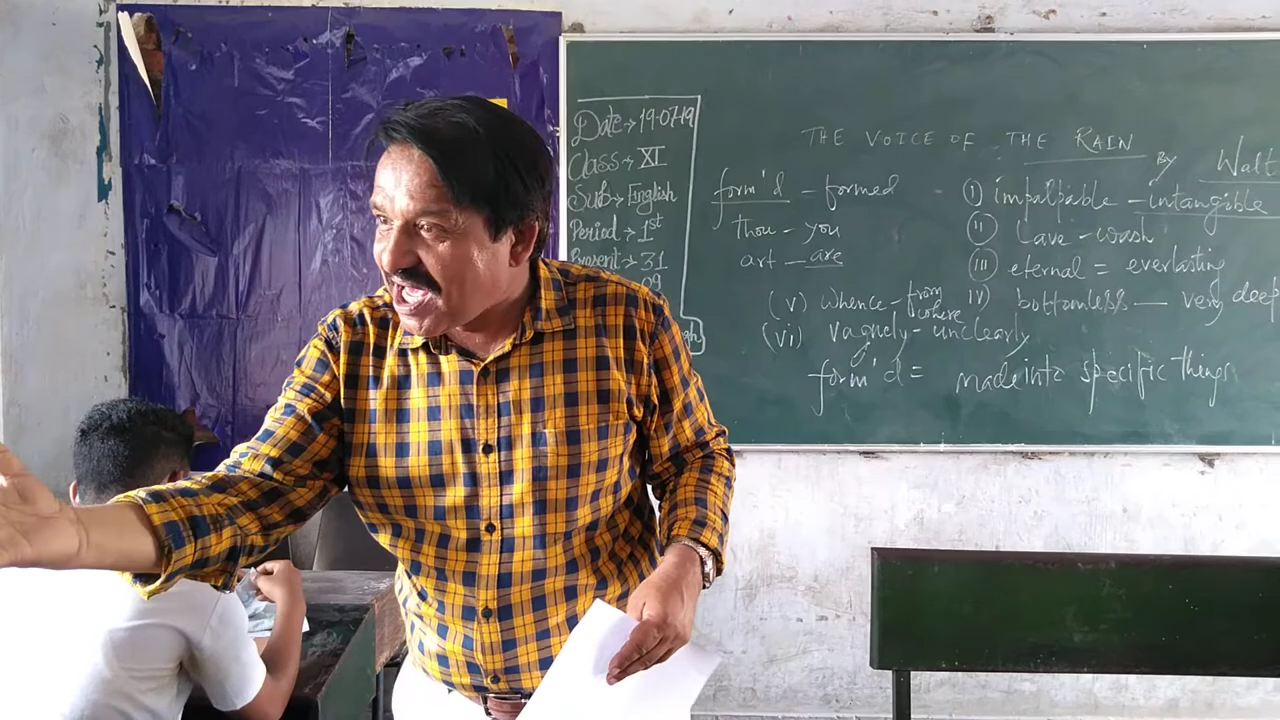 Date → 19-07-19
Class → XI
Sub → English
Period → 1st
Present → 31
09
gh
THE VOICE OF THE RAIN
By Walt
form'd - formed
thou - you
art - are
(I) impalpable - intangible
(II) Lave - wash
(III) eternal = everlasting
IV) bottomless — very deep
(v) whence - from where
(vi) vaguely - unclearly
form'd = made into specific things